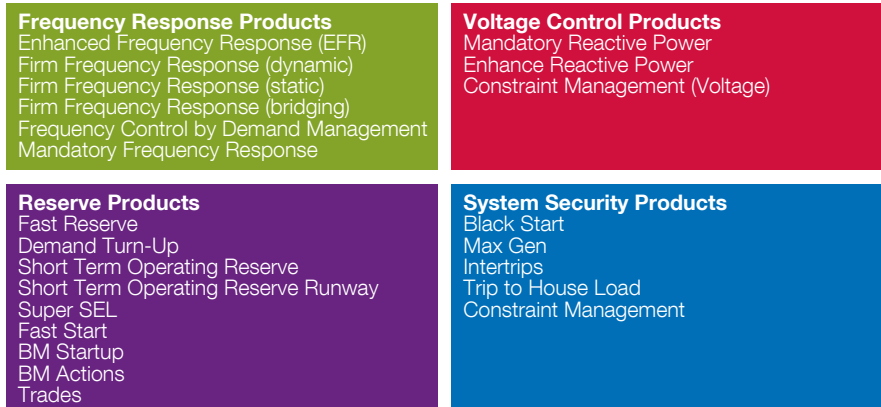 Frequency Response Products
Enhanced Frequency Response (EFR)
Firm Frequency Response (dynamic)
Firm Frequency Response (static)
Firm Frequency Response (bridging)
Frequency Control by Demand Management
Mandatory Frequency Response
Voltage Control Products
Mandatory Reactive Power
Enhance Reactive Power
Constraint Management (Voltage)
Reserve Products
Fast Reserve
Demand Turn-Up
Short Term Operating Reserve
Short Term Operating Reserve Runway
Super SEL
Fast Start
BM Startup
BM Actions
Trades
System Security Products
Black Start
Max Gen
Intertrips
Trip to House Load
Constraint Management